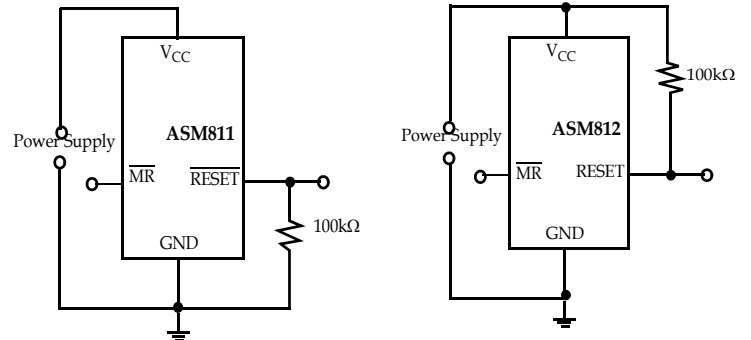 VCC
Power Supply
ASM811
MR
RESET
GND
100kΩ
VCC
100kΩ
Power Supply
ASM812
MR
RESET
GND